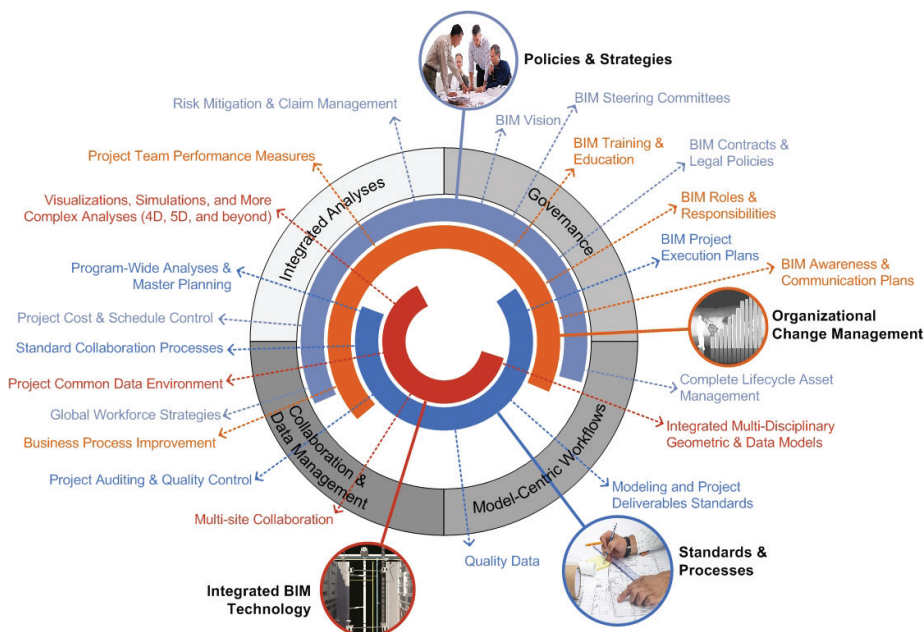 Policies & Strategies
Risk Mitigation & Claim Management
BIM Steering Committees
BIM Vision
Project Team Performance Measures
BIM Training &
Education
BIM Contracts &
Legal Policies
Visualizations, Simulations, and More
Complex Analyses (4D, 5D, and beyond)
Integrated Analyses
Governance
BIM Roles &
Responsibilities
BIM Project
Execution Plans
Program-Wide Analyses &
Master Planning
BIM Awareness &
Communication Plans
Project Cost & Schedule Control
Organizational
Change Management
Standard Collaboration Processes
Project Common Data Environment
Complete Lifecycle Asset
Management
Global Workforce Strategies
Integrated Multi-Disciplinary
Geometric & Data Models
Business Process Improvement
Collaboration &
Data Management
Model-Centric Workflows
Project Auditing & Quality Control
Modeling and Project
Deliverables Standards
Multi-site Collaboration
Quality Data
Standards &
Processes
Integrated BIM
Technology